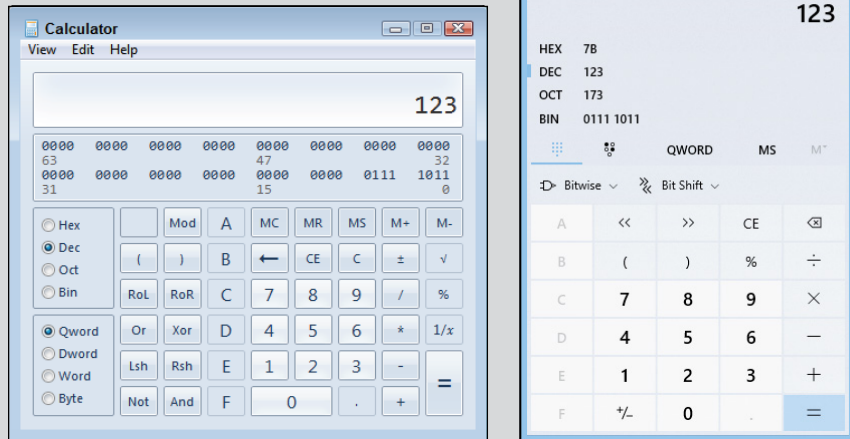 Calculator
View Edit Help
123
0000 0000 0000 0000 0000 0000 0000 0000
63 47 32
0000 0000 0000 0000 0000 0000 0111 1011
31 15 0
Hex
Dec
Oct
Bin
Qword
Dword
Word
Byte
Mod A MC MR MS M+ M-
( ) B ← CE C ± √
RoL RoR C 7 8 9 / %
Or Xor D 4 5 6 * 1/x
Lsh Rsh E 1 2 3 - =
Not And F 0 . +
123
HEX 7B
DEC 123
OCT 173
BIN 0111 1011
QWORD MS M˅
Bitwise Bit Shift
A << >> CE ⌫
B ( ) % ÷
C 7 8 9 ×
D 4 5 6 −
E 1 2 3 +
F +/− 0 . =